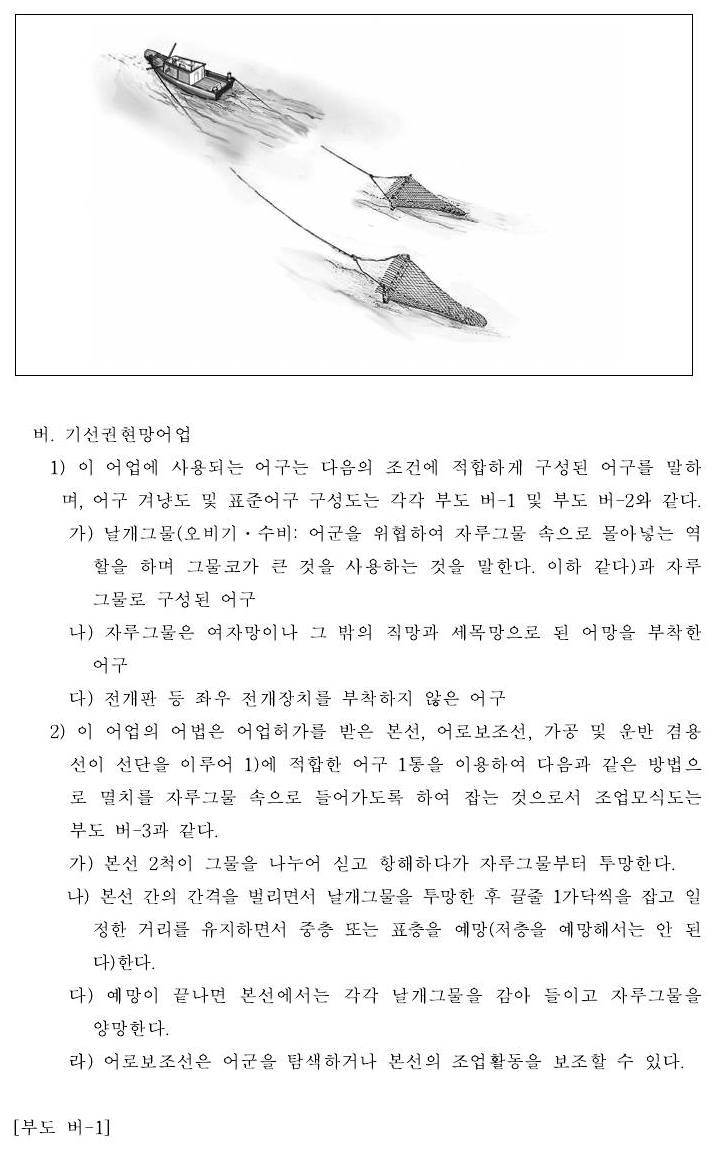 버. 기선권현망어업
1) 이 어업에 사용되는 어구는 다음의 조건에 적합하게 구성된 어구를 말하
며, 어구 겨냥도 및 표준어구 구성도는 각각 부도 버-1 및 부도 버-2와 같다.
가) 날개그물(오비기·수비: 어군을 위협하여 자루그물 속으로 몰아넣는 역
할을 하며 그물코가 큰 것을 사용하는 것을 말한다. 이하 같다)과 자루
그물로 구성된 어구
나) 자루그물은 여자망이나 그 밖의 직망과 세목망으로 된 어망을 부착한
어구
다) 전개판 등 좌우 전개장치를 부착하지 않은 어구
2) 이 어업의 어법은 어업허가를 받은 본선, 어로보조선, 가공 및 운반 겸용
선이 선단을 이루어 1)에 적합한 어구 1통을 이용하여 다음과 같은 방법으
로 멸치를 자루그물 속으로 들어가도록 하여 잡는 것으로서 조업모식도는
부도 버-3과 같다.
가) 본선 2척이 그물을 나누어 싣고 항해하다가 자루그물부터 투망한다.
나) 본선 간의 간격을 벌리면서 날개그물을 투망한 후 끌줄 1가닥씩을 잡고 일
정한 거리를 유지하면서 중층 또는 표층을 예망(저층을 예망해서는 안 된
다)한다.
다) 예망이 끝나면 본선에서는 각각 날개그물을 감아 들이고 자루그물을
양망한다.
라) 어로보조선은 어군을 탐색하거나 본선의 조업활동을 보조할 수 있다.
[부도 버-1]